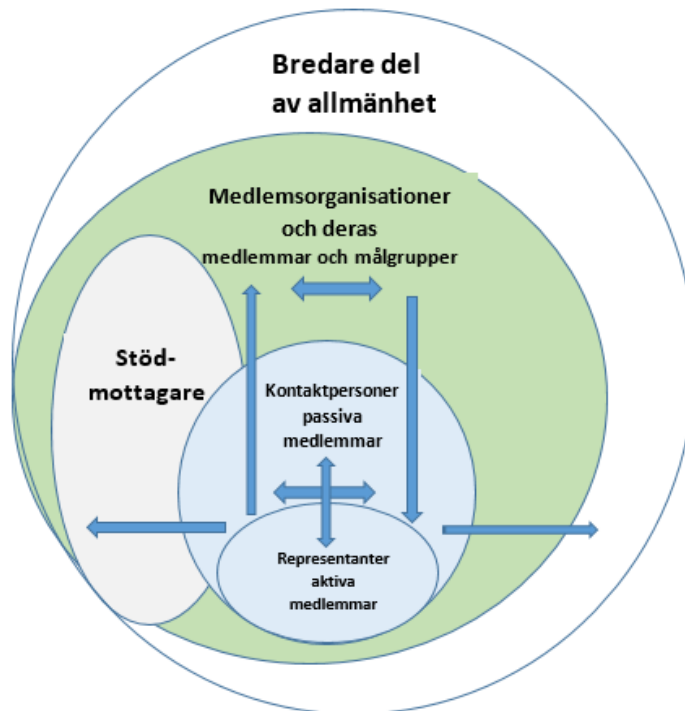 Bredare del
av allmänhet
Medlemsorganisationer
och deras
medlemmar och målgrupper
Stöd-
mottagare
Kontaktpersoner
passiva
medlemmar
Representanter
aktiva
medlemmar